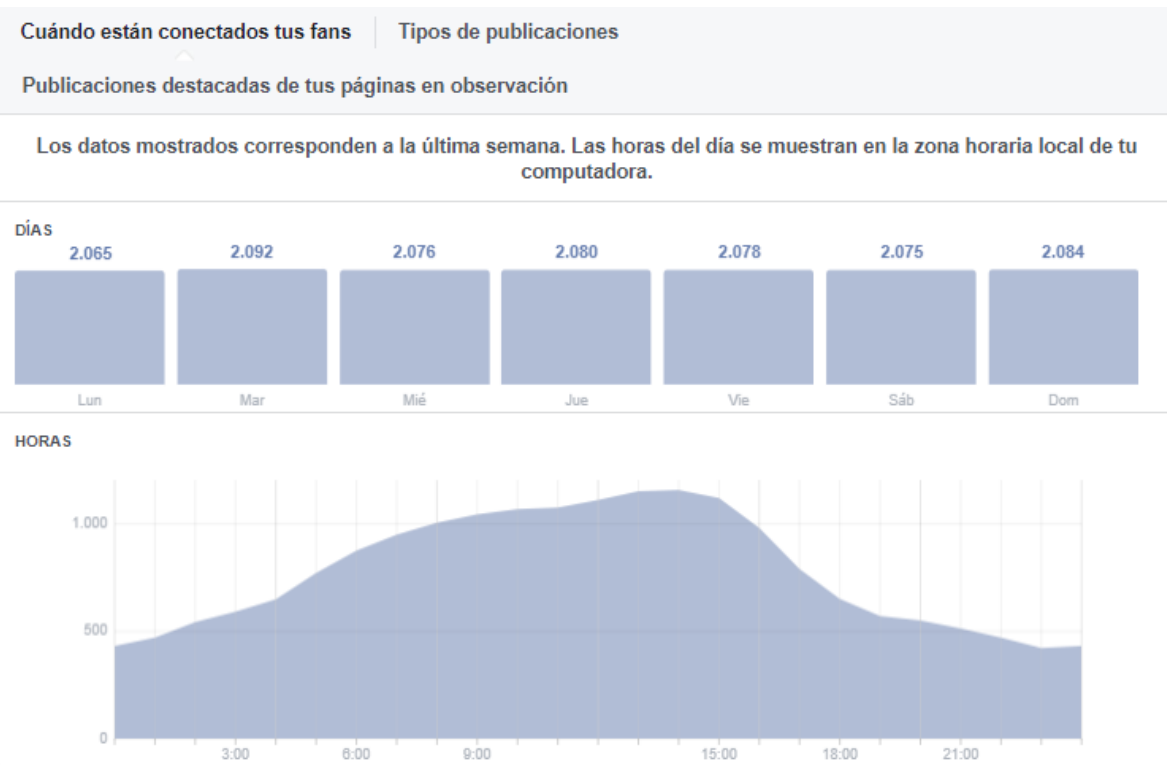 Cuándo están conectados tus fans
Tipos de publicaciones
Publicaciones destacadas de tus páginas en observación
Los datos mostrados corresponden a la última semana. Las horas del día se muestran en la zona horaria local de tu
computadora.
DÍAS
2.065 2.092 2.076 2.080 2.078 2.075 2.084
Lun Mar Mié Jue Vie Sáb Dom
HORAS
1.000
500
0
3:00 6:00 9:00 15:00 18:00 21:00